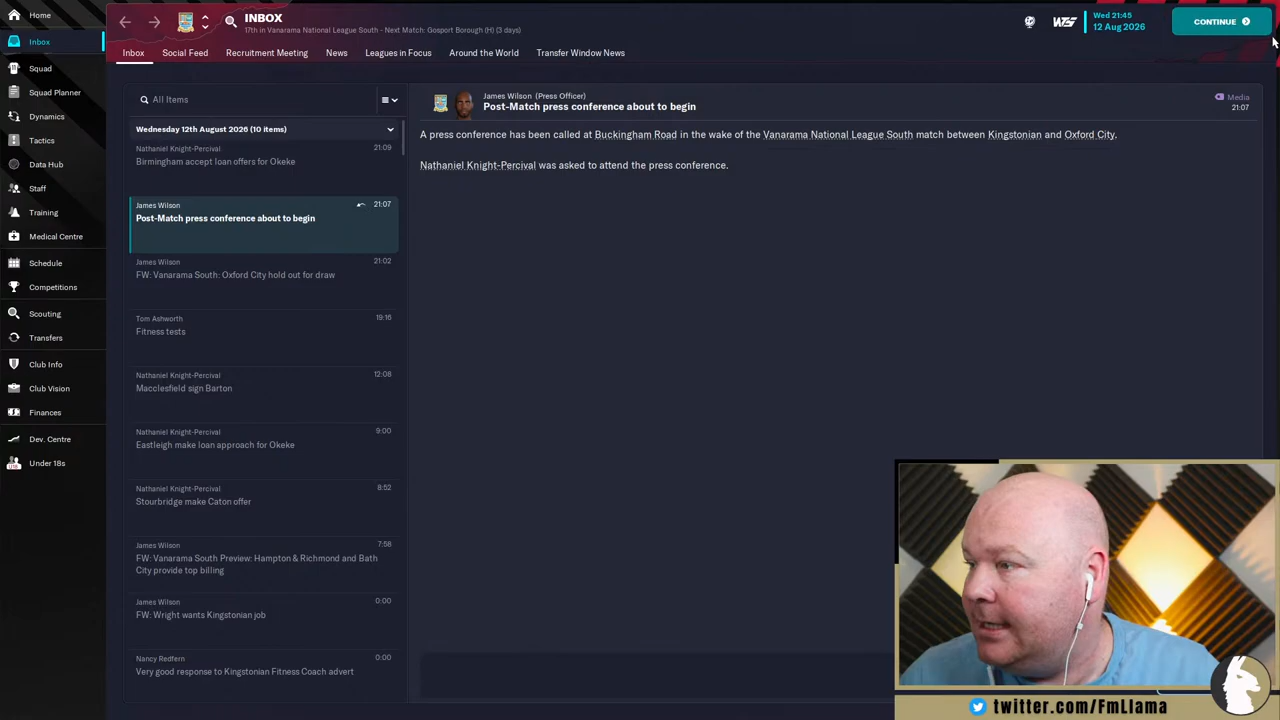 Home
Inbox
Squad
Squad Planner
Dynamics
Tactics
Data Hub
Staff
Training
Medical Centre
Schedule
Competitions
Scouting
Transfers
Club Info
Club Vision
Finances
Dev. Centre
Under 18s
INBOX
17th in Vanarama National League South - Next Match: Gosport Borough (H) (3 days)
Wed 21:45
12 Aug 2026
CONTINUE
Inbox Social Feed Recruitment Meeting News Leagues in Focus Around the World Transfer Window News
All Items
Wednesday 12th August 2026 (10 items)
Nathaniel Knight-Percival 21:09
Birmingham accept loan offers for Okeke
James Wilson 21:07
Post-Match press conference about to begin
James Wilson 21:02
FW: Vanarama South: Oxford City hold out for draw
Tom Ashworth 19:16
Fitness tests
Nathaniel Knight-Percival 12:08
Macclesfield sign Barton
Nathaniel Knight-Percival 9:00
Eastleigh make loan approach for Okeke
Nathaniel Knight-Percival 8:52
Stourbridge make Caton offer
James Wilson 7:58
FW: Vanarama South Preview: Hampton & Richmond and Bath
City provide top billing
James Wilson 0:00
FW: Wright wants Kingstonian job
Nancy Redfern 0:00
Very good response to Kingstonian Fitness Coach advert
James Wilson (Press Officer)
Post-Match press conference about to begin
Media
21:07
A press conference has been called at Buckingham Road in the wake of the Vanarama National League South match between Kingstonian and Oxford City.
Nathaniel Knight-Percival was asked to attend the press conference.
twitter.com/FmLlama